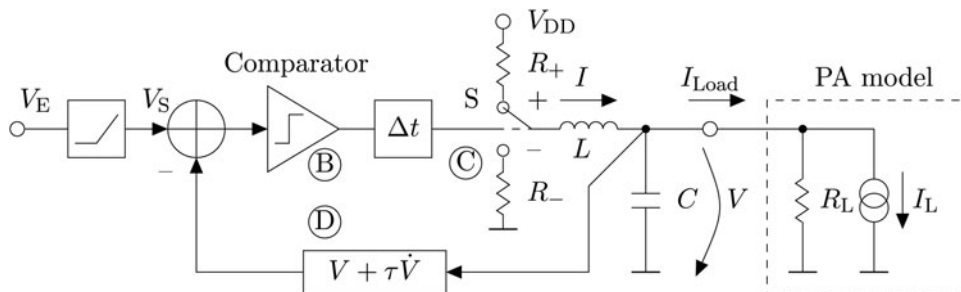 V_DD
Comparator
R_+
I
I_Load
PA model
V_E
V_S
S
+
Δt
−
L
−
B
C
R_−
C
V
R_L
I_L
D
V + τV̇